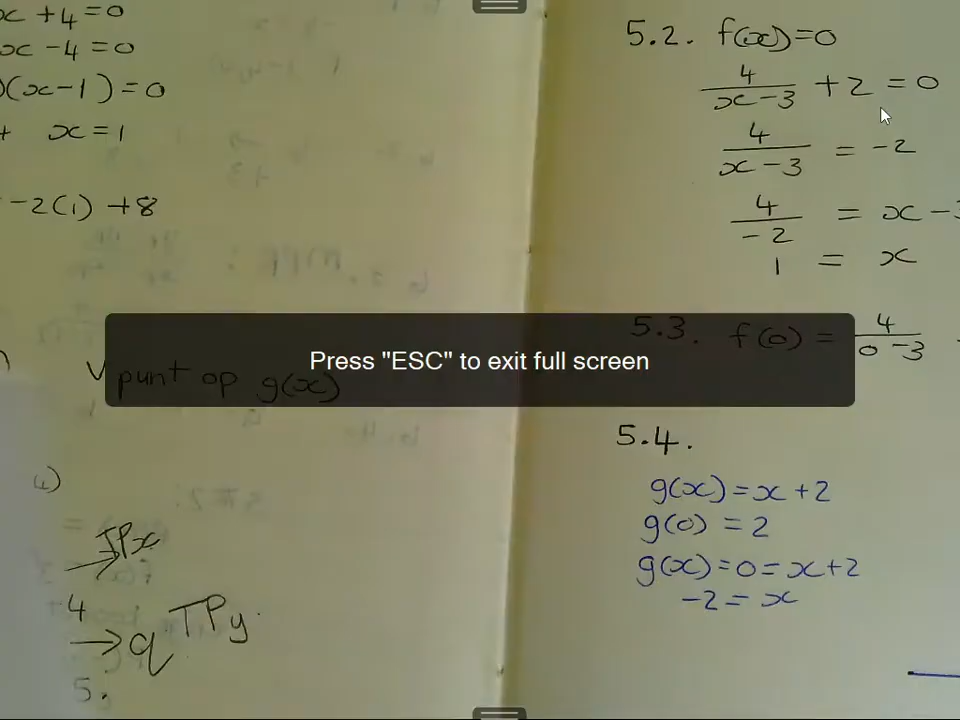 x +4 =0
x -4 =0
)(x-1) = 0
x = 1
-2(1) +8
V punt op g(x)
TPx
4
→ q TPy
5.
5.2. f(x)=0
4/(x-3) +2 = 0
4/(x-3) = -2
4/-2 = x-3
1 = x
5.3. f(0) = 4/(0-3)
Press "ESC" to exit full screen
5.4.
g(x)=x+2
g(0) = 2
g(x)=0=x+2
-2= x